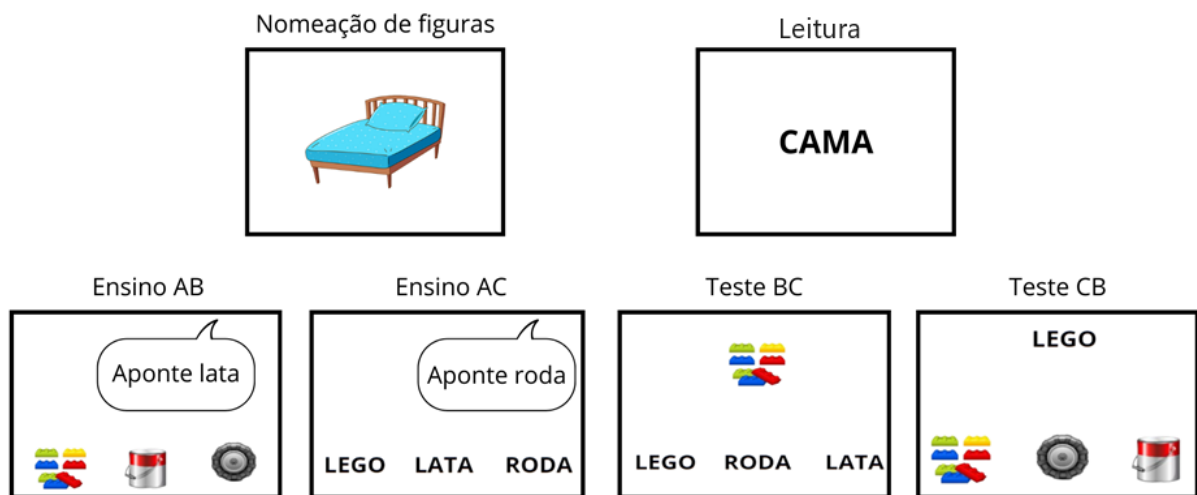 Nomeação de figuras
Leitura
CAMA
Ensino AB
Ensino AC
Teste BC
Teste CB
Aponte lata
Aponte roda
LEGO
LEGO LATA RODA
LEGO RODA LATA